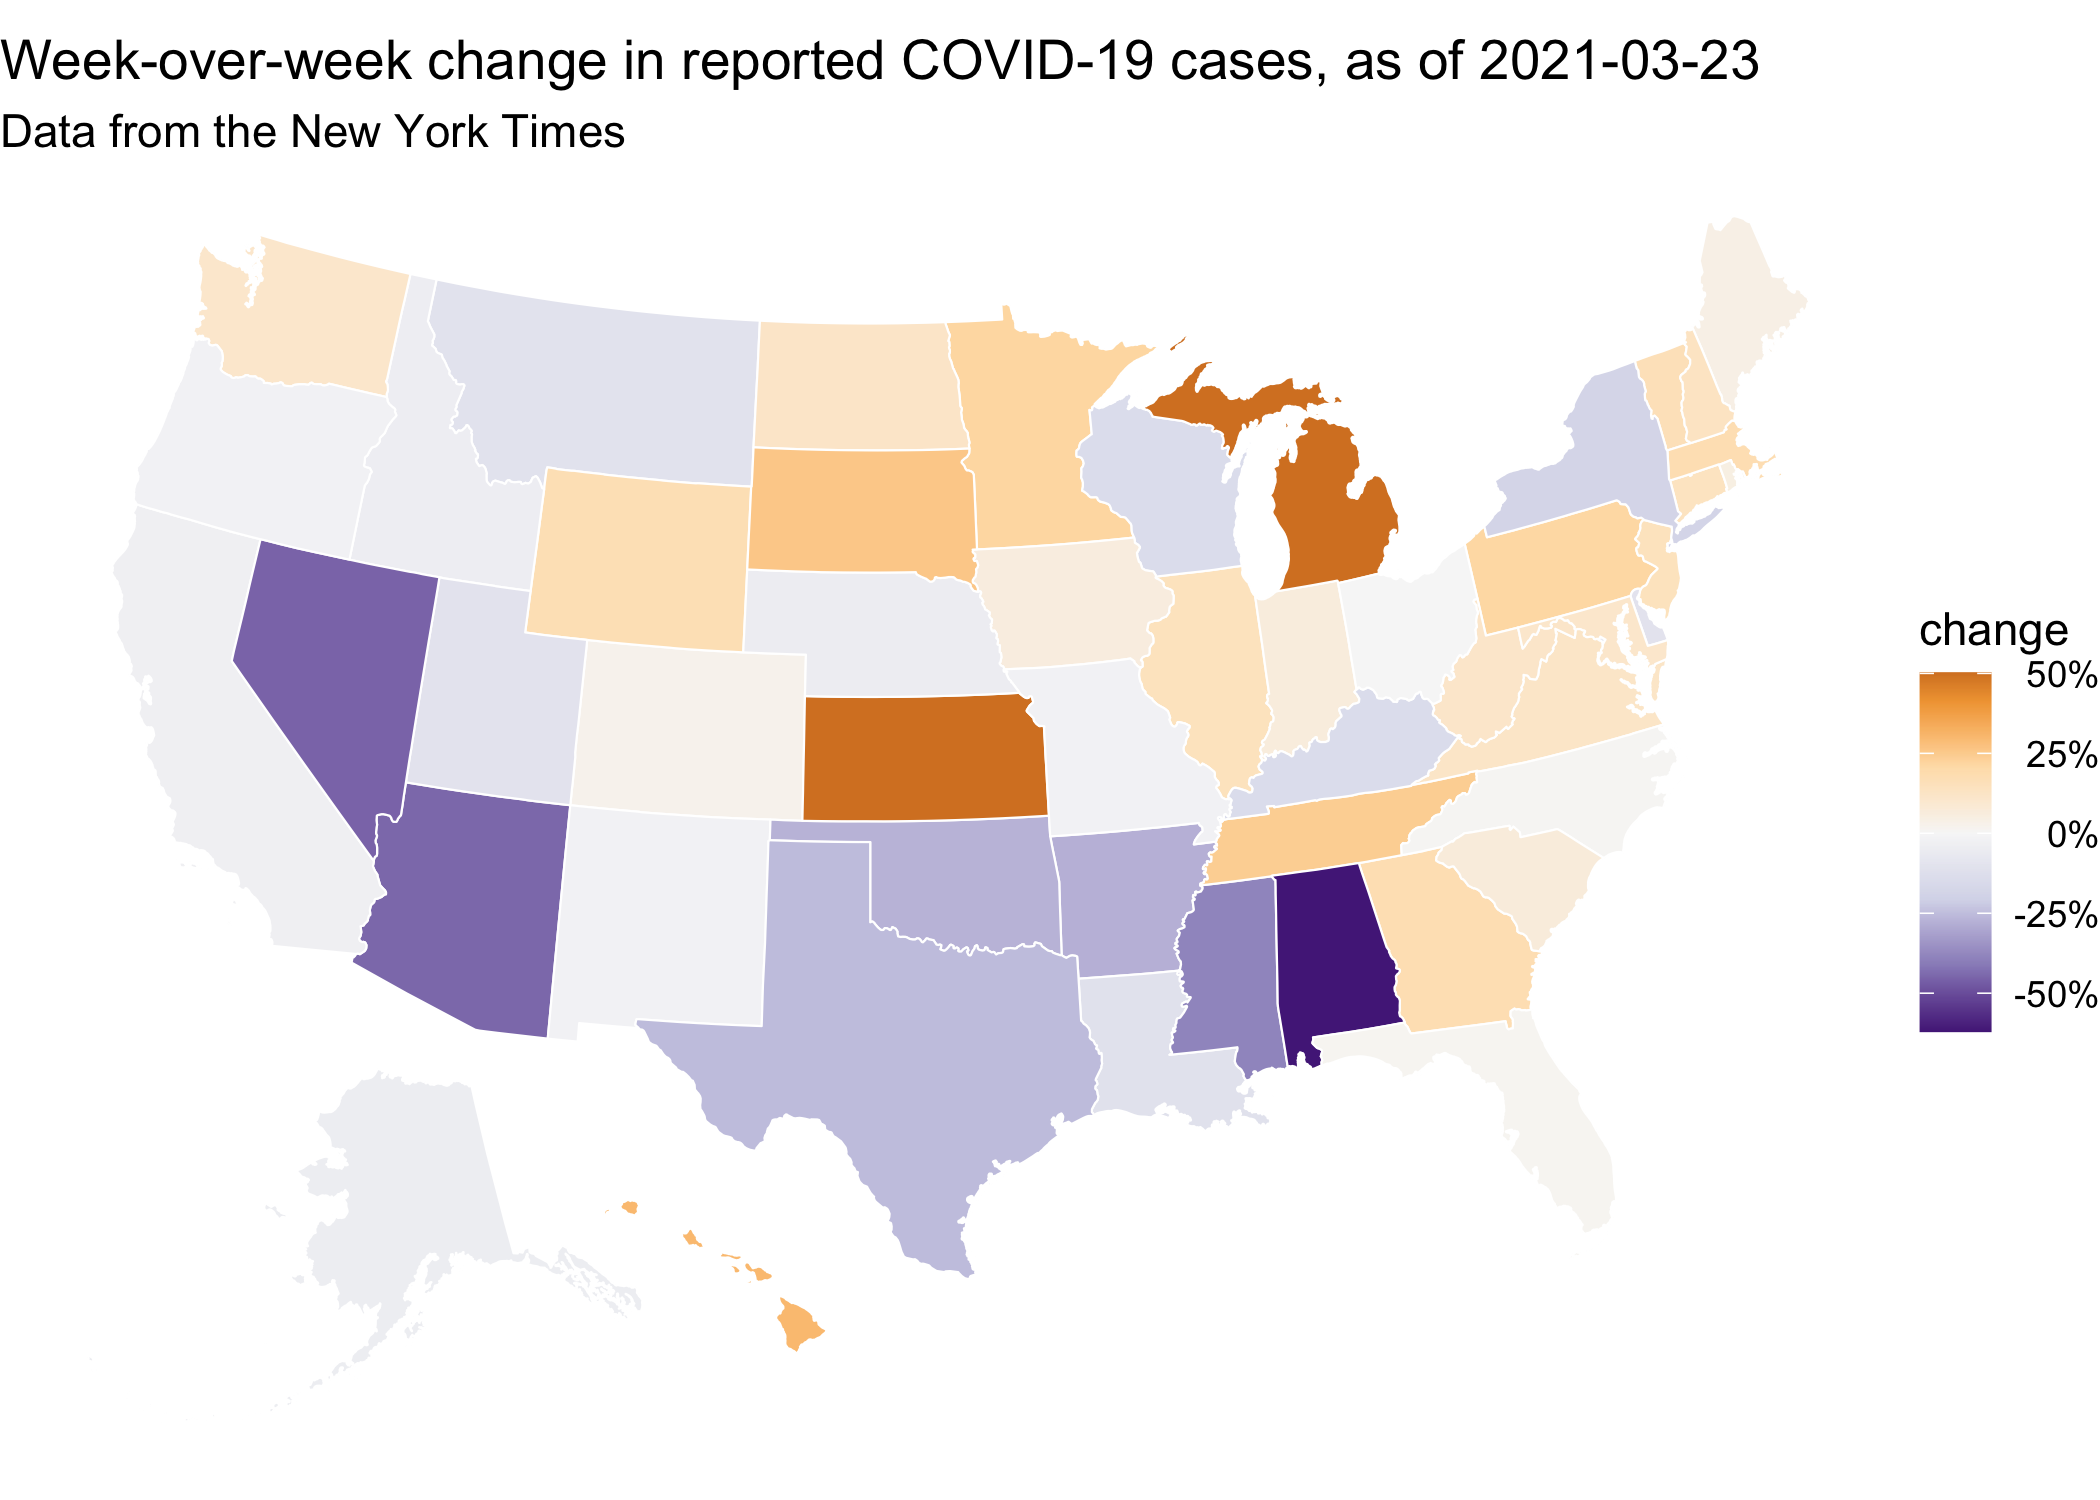 Week-over-week change in reported COVID-19 cases, as of 2021-03-23
Data from the New York Times
change
50%
25%
0%
-25%
-50%